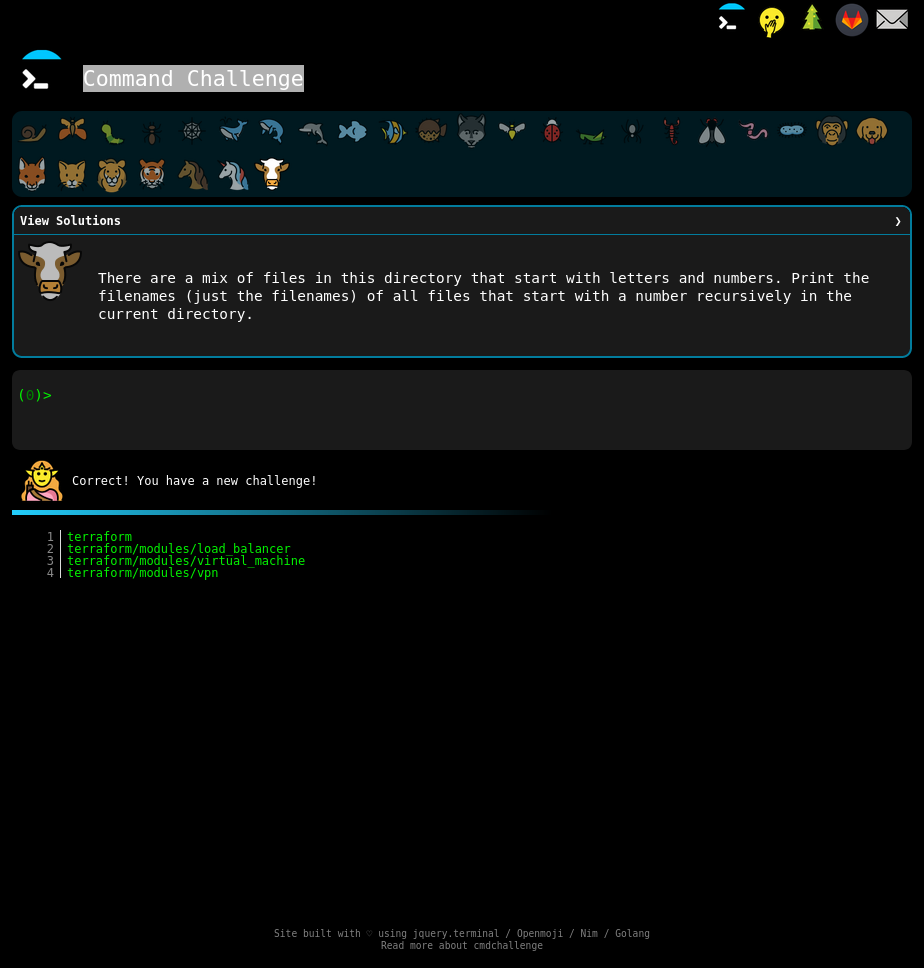 Command Challenge
View Solutions ❯
There are a mix of files in this directory that start with letters and numbers. Print the
filenames (just the filenames) of all files that start with a number recursively in the
current directory.
(0)>
Correct! You have a new challenge!
1 terraform
2 terraform/modules/load_balancer
3 terraform/modules/virtual_machine
4 terraform/modules/vpn
Site built with ♡ using jquery.terminal / Openmoji / Nim / Golang
Read more about cmdchallenge